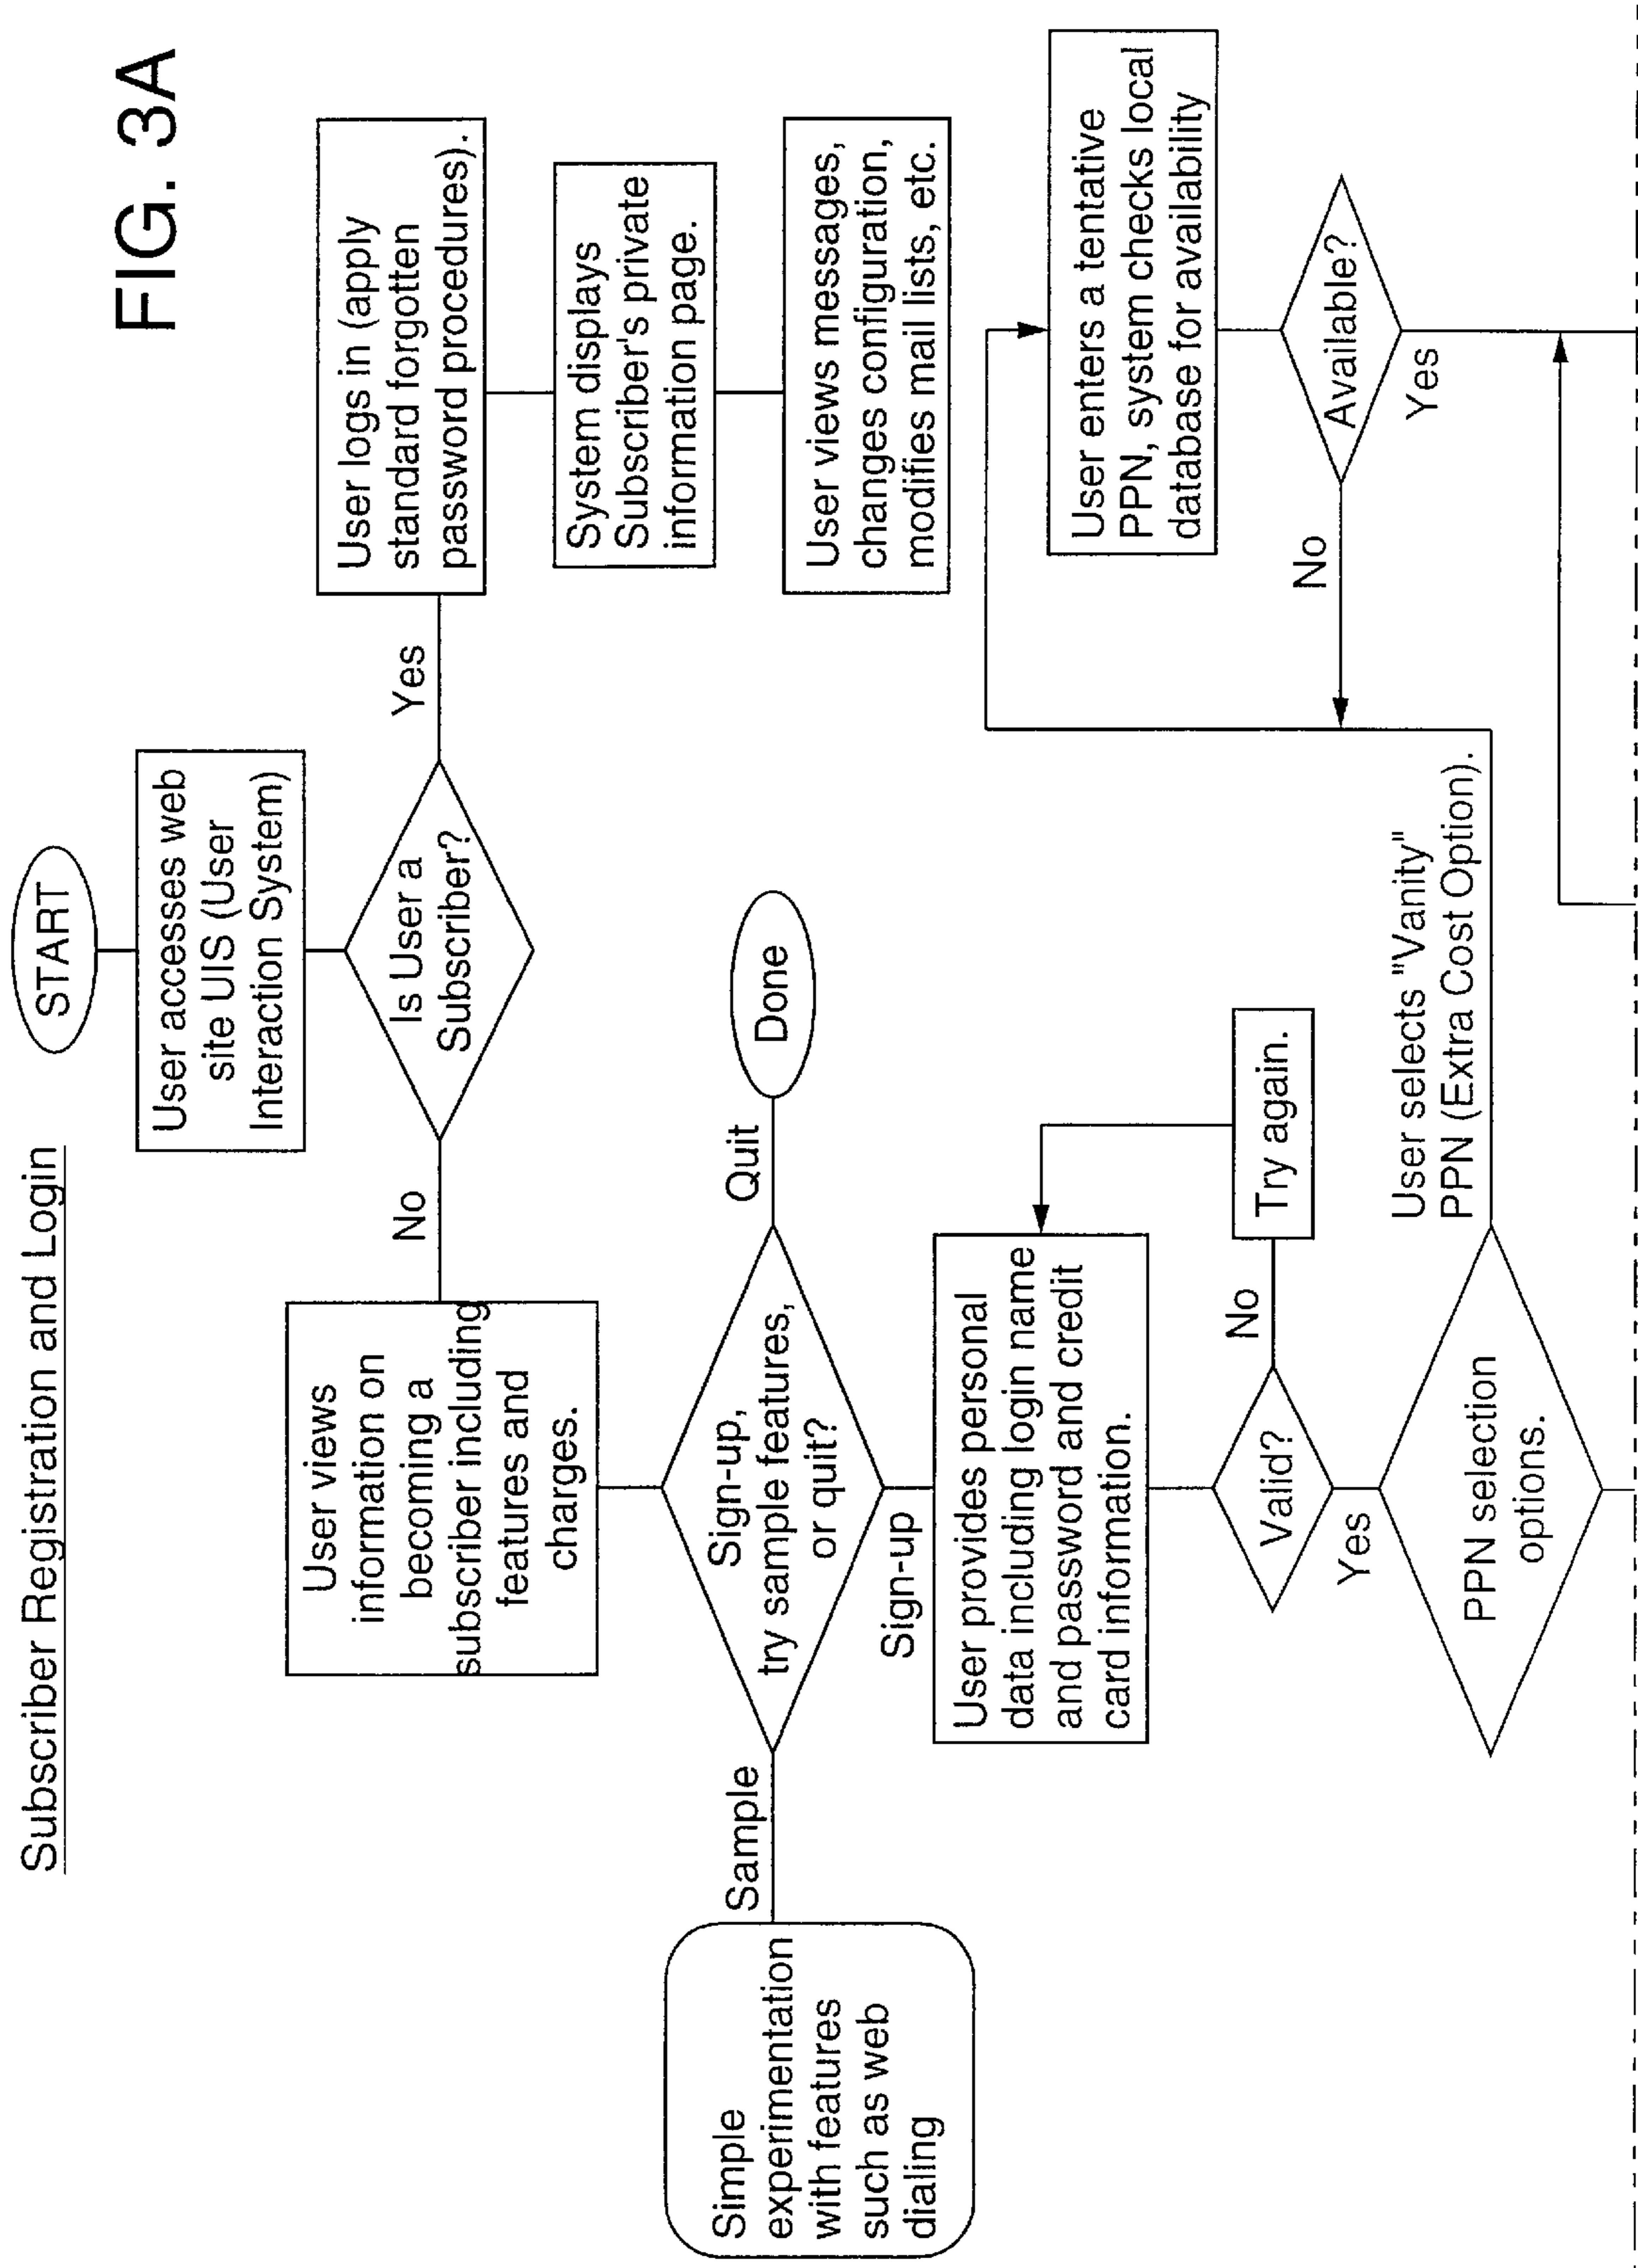 Subscriber Registration and Login
FIG. 3A
START
User accesses web
site UIS (User
Interaction System)
Is User a
Subscriber?
No
Yes
User logs in (apply
standard forgotten
password procedures).
System displays
Subscriber's private
information page.
User views messages,
changes configuration,
modifies mail lists, etc.
User views
information on
becoming a
subscriber including
features and
charges.
Sign-up,
try sample features,
or quit?
Sample
Quit
Done
Simple
experimentation
with features
such as web
dialing
Sign-up
User provides personal
data including login name
and password and credit
card information.
Valid?
No
Try again.
Yes
PPN selection
options.
User selects "Vanity"
PPN (Extra Cost Option).
User enters a tentative
PPN, system checks local
database for availability
Available?
No
Yes